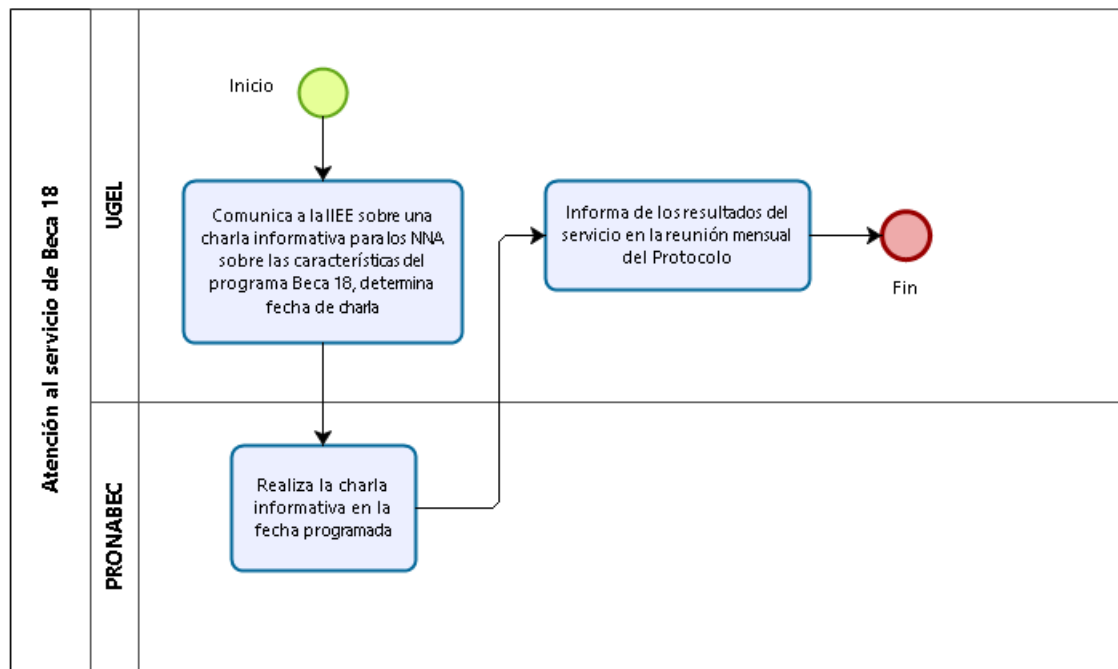 Atención al servicio de Beca 18
UGEL
Inicio
Comunica a la IIEE sobre una
charla informativa para los NNA
sobre las características del
programa Beca 18, determina
fecha de charla
Informa de los resultados del
servicio en la reunión mensual
del Protocolo
Fin
PRONABEC
Realiza la charla
informativa en la
fecha programada